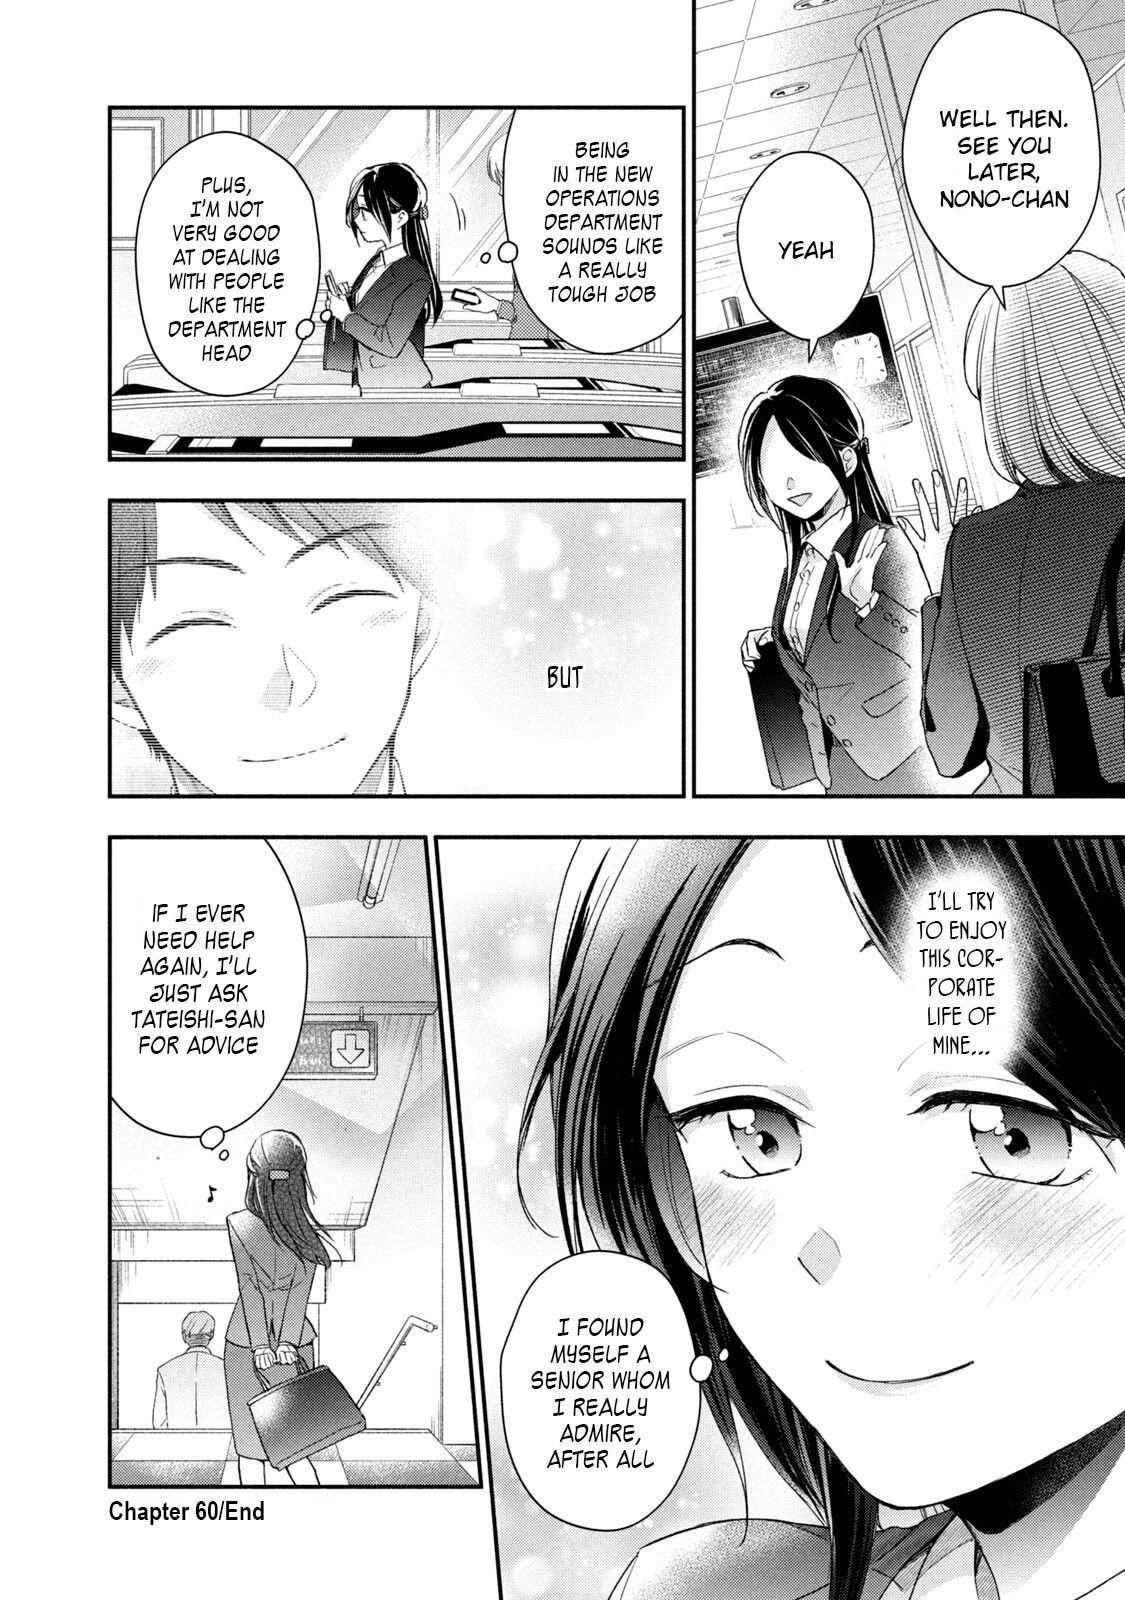 WELL THEN.
SEE YOU
LATER,
NONO-CHAN
YEAH
BEING
IN THE NEW
OPERATIONS
DEPARTMENT
SOUNDS LIKE
A REALLY
TOUGH JOB
PLUS,
I'M NOT
VERY GOOD
AT DEALING
WITH PEOPLE
LIKE THE
DEPARTMENT
HEAD
BUT
I'LL TRY
TO ENJOY
THIS COR-
PORATE
LIFE OF
MINE...
I FOUND
MYSELF A
SENIOR WHOM
I REALLY
ADMIRE,
AFTER ALL
IF I EVER
NEED HELP
AGAIN, I'LL
JUST ASK
TATEISHI-SAN
FOR ADVICE
Chapter 60/End